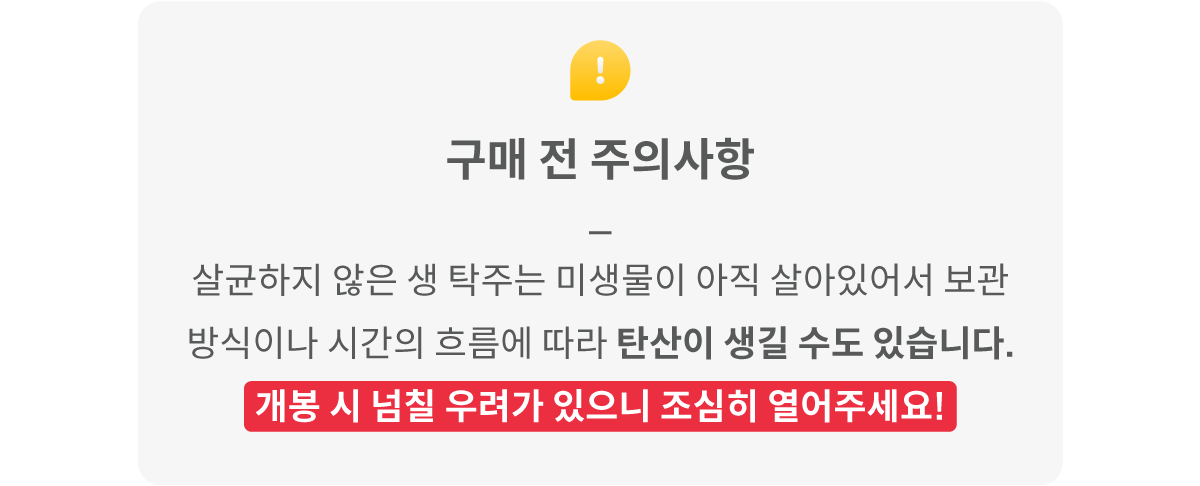 !
구매 전 주의사항
–
살균하지 않은 생 탁주는 미생물이 아직 살아있어서 보관
방식이나 시간의 흐름에 따라 탄산이 생길 수도 있습니다.
개봉 시 넘칠 우려가 있으니 조심히 열어주세요!